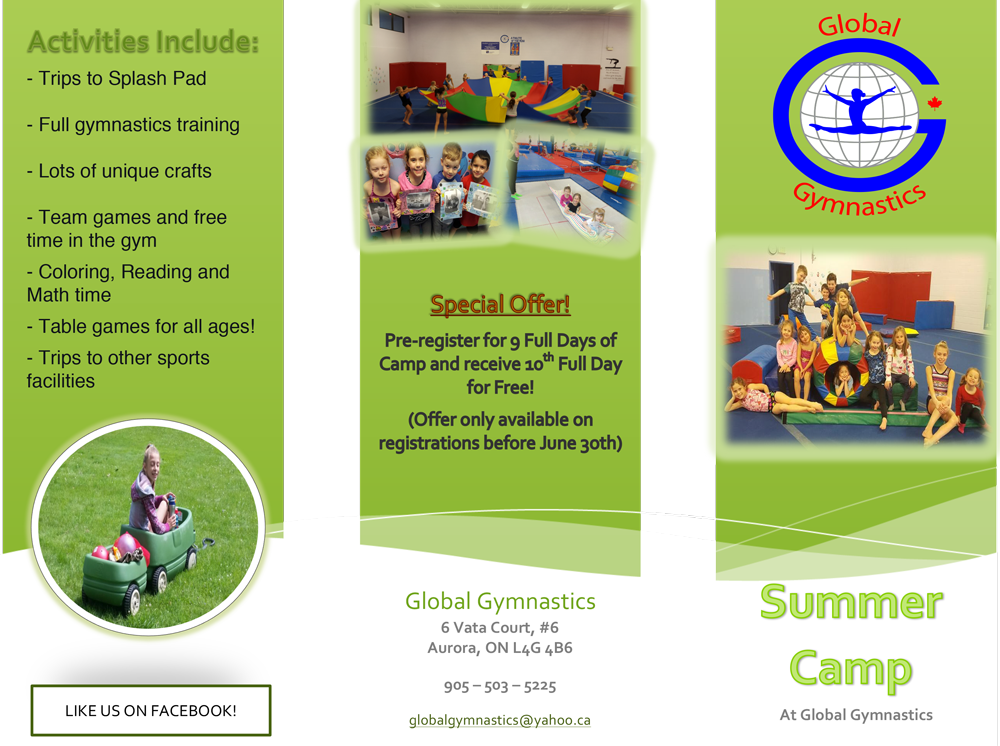 Activities Include:
- Trips to Splash Pad
- Full gymnastics training
- Lots of unique crafts
- Team games and free
time in the gym
- Coloring, Reading and
Math time
- Table games for all ages!
- Trips to other sports
facilities
LIKE US ON FACEBOOK!
Special Offer!
Pre-register for 9 Full Days of
Camp and receive 10th Full Day
for Free!
(Offer only available on
registrations before June 30th)
Global Gymnastics
6 Vata Court, #6
Aurora, ON L4G 4B6
905 – 503 – 5225
globalgymnastics@yahoo.ca
Global
Gymnastics
Summer
Camp
At Global Gymnastics